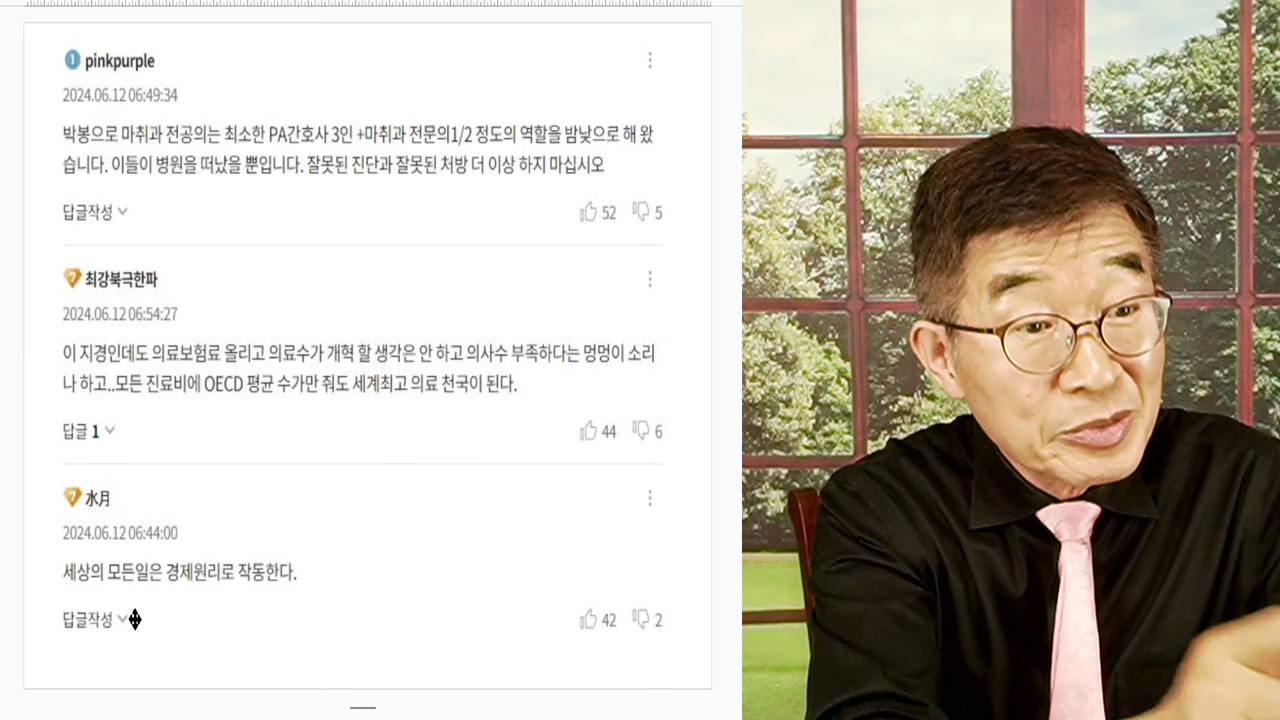 1 pinkpurple
2024.06.12 06:49:34
박봉으로 마취과 전공의는 최소한 PA간호사 3인 +마취과 전문의1/2 정도의 역할을 밤낮으로 해 왔
습니다. 이들이 병원을 떠났을 뿐입니다. 잘못된 진단과 잘못된 처방 더 이상 하지 마십시오
답글작성 52 5
7 최강북극한파
2024.06.12 06:54:27
이 지경인데도 의료보험료 올리고 의료수가 개혁 할 생각은 안 하고 의사수 부족하다는 멍멍이 소리
나 하고..모든 진료비에 OECD 평균 수가만 줘도 세계최고 의료 천국이 된다.
답글 1 44 6
7 水月
2024.06.12 06:44:00
세상의 모든일은 경제원리로 작동한다.
답글작성 42 2